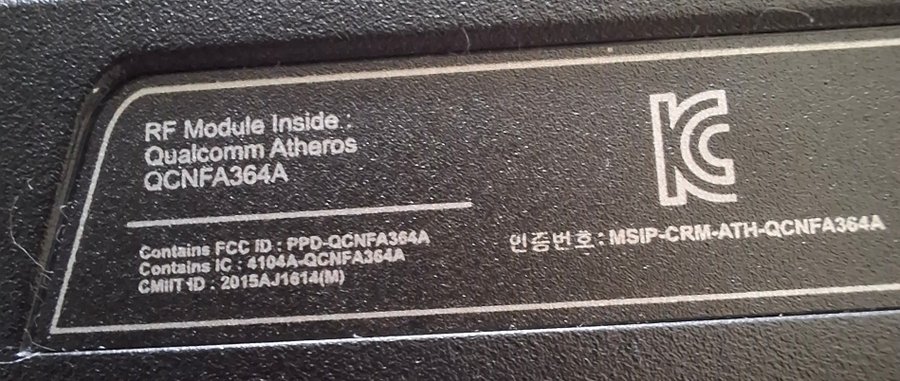 RF Module Inside :
Qualcomm Atheros
QCNFA364A
Contains FCC ID : PPD-QCNFA364A
Contains IC : 4104A-QCNFA364A
CMIIT ID : 2015AJ1614(M)
KC
인증번호 : MSIP-CRM-ATH-QCNFA364A